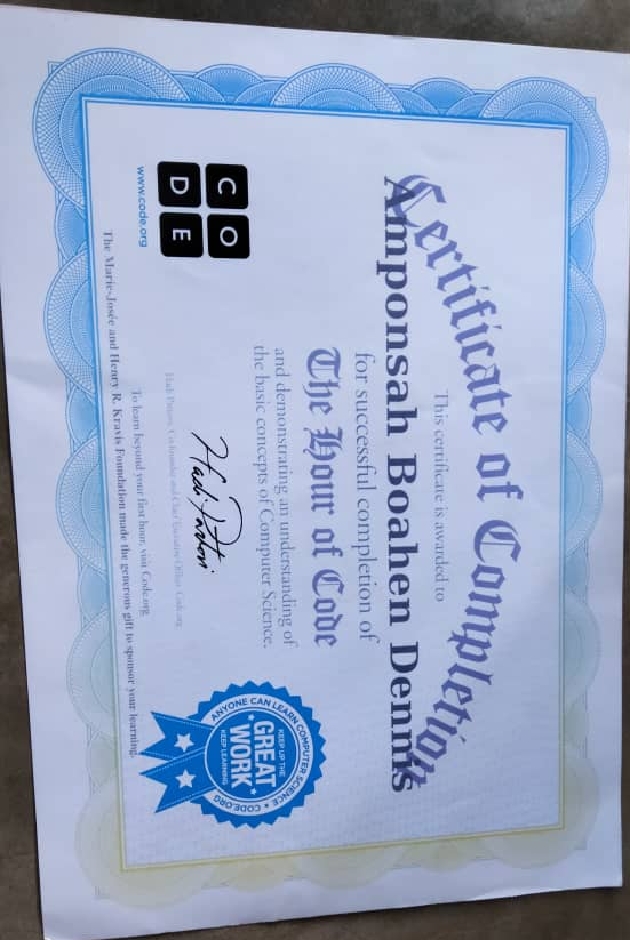 Certificate of Completion
This certificate is awarded to
Amponsah Boahen Dennis
for successful completion of
The Hour of Code
and demonstrating an understanding of
the basic concepts of Computer Science.
C O
D E
www.code.org
Hadi Partovi
Hadi Partovi, Co-founder and Chief Executive Officer, Code.org
To learn beyond your first hour, visit Code.org.
The Marie-Josée and Henry R. Kravis Foundation made the generous gift to sponsor your learning.
ANYONE CAN LEARN COMPUTER SCIENCE • CODE.ORG •
KEEP UP THE
GREAT
WORK
KEEP LEARNING